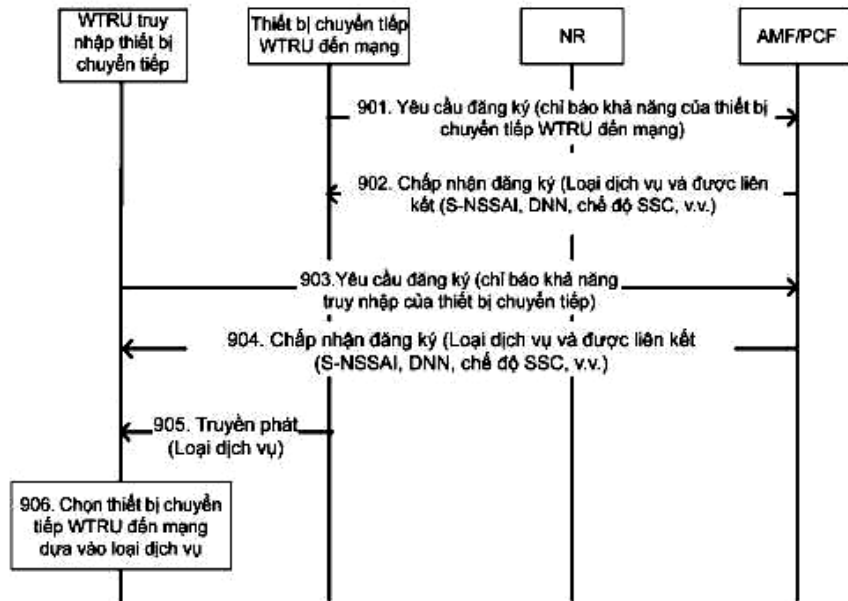 WTRU truy
nhập thiết bị
chuyển tiếp
Thiết bị chuyển tiếp
WTRU đến mạng
NR
AMF/PCF
901. Yêu cầu đăng ký (chỉ báo khả năng của thiết bị
chuyển tiếp WTRU đến mạng)
902. Chấp nhận đăng ký (Loại dịch vụ và được liên
kết (S-NSSAI, DNN, chế độ SSC, v.v.)
903.Yêu cầu đăng ký (chỉ báo khả năng
truy nhập của thiết bị chuyển tiếp)
904. Chấp nhận đăng ký (Loại dịch vụ và được liên kết
(S-NSSAI, DNN, chế độ SSC, v.v.)
905. Truyền phát
(Loại dịch vụ)
906. Chọn thiết bị chuyển
tiếp WTRU đến mạng
dựa vào loại dịch vụ